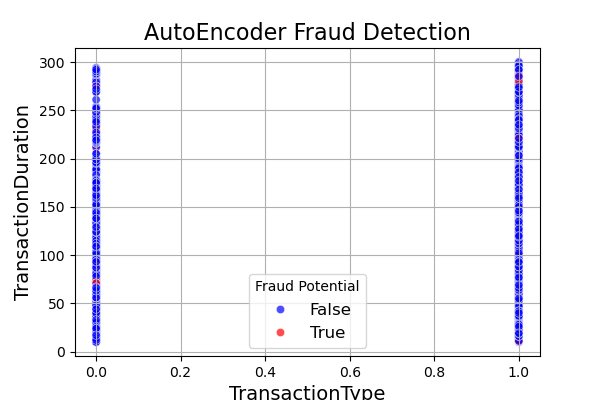 AutoEncoder Fraud Detection
TransactionDuration
300
250
200
150
100
50
0
Fraud Potential
False
True
0.0 0.2 0.4 0.6 0.8 1.0
TransactionType